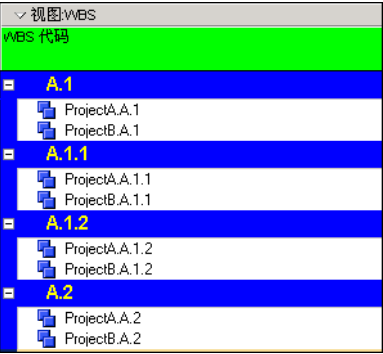 视图:WBS
WBS 代码
A.1
ProjectA.A.1
ProjectB.A.1
A.1.1
ProjectA.A.1.1
ProjectB.A.1.1
A.1.2
ProjectA.A.1.2
ProjectB.A.1.2
A.2
ProjectA.A.2
ProjectB.A.2